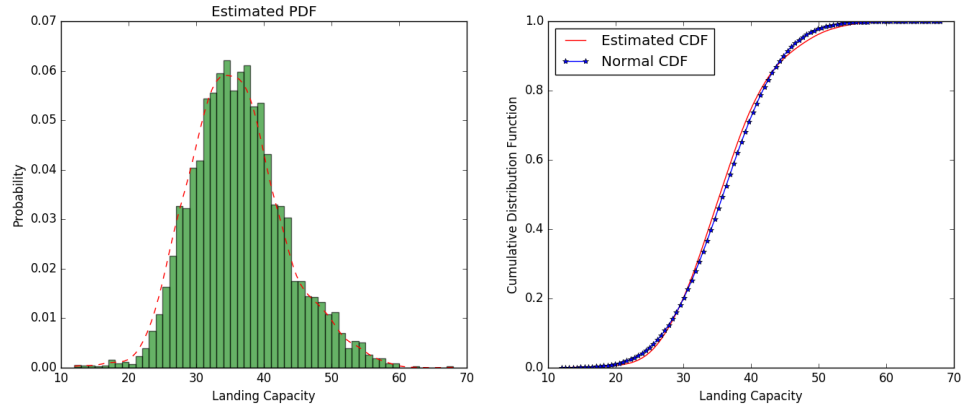 Estimated PDF
0.07
0.06
0.05
0.04
0.03
0.02
0.01
0.00
Probability
10 20 30 40 50 60 70
Landing Capacity
1.0
0.8
0.6
0.4
0.2
0.0
Cumulative Distribution Function
Estimated CDF
Normal CDF
10 20 30 40 50 60 70
Landing Capacity